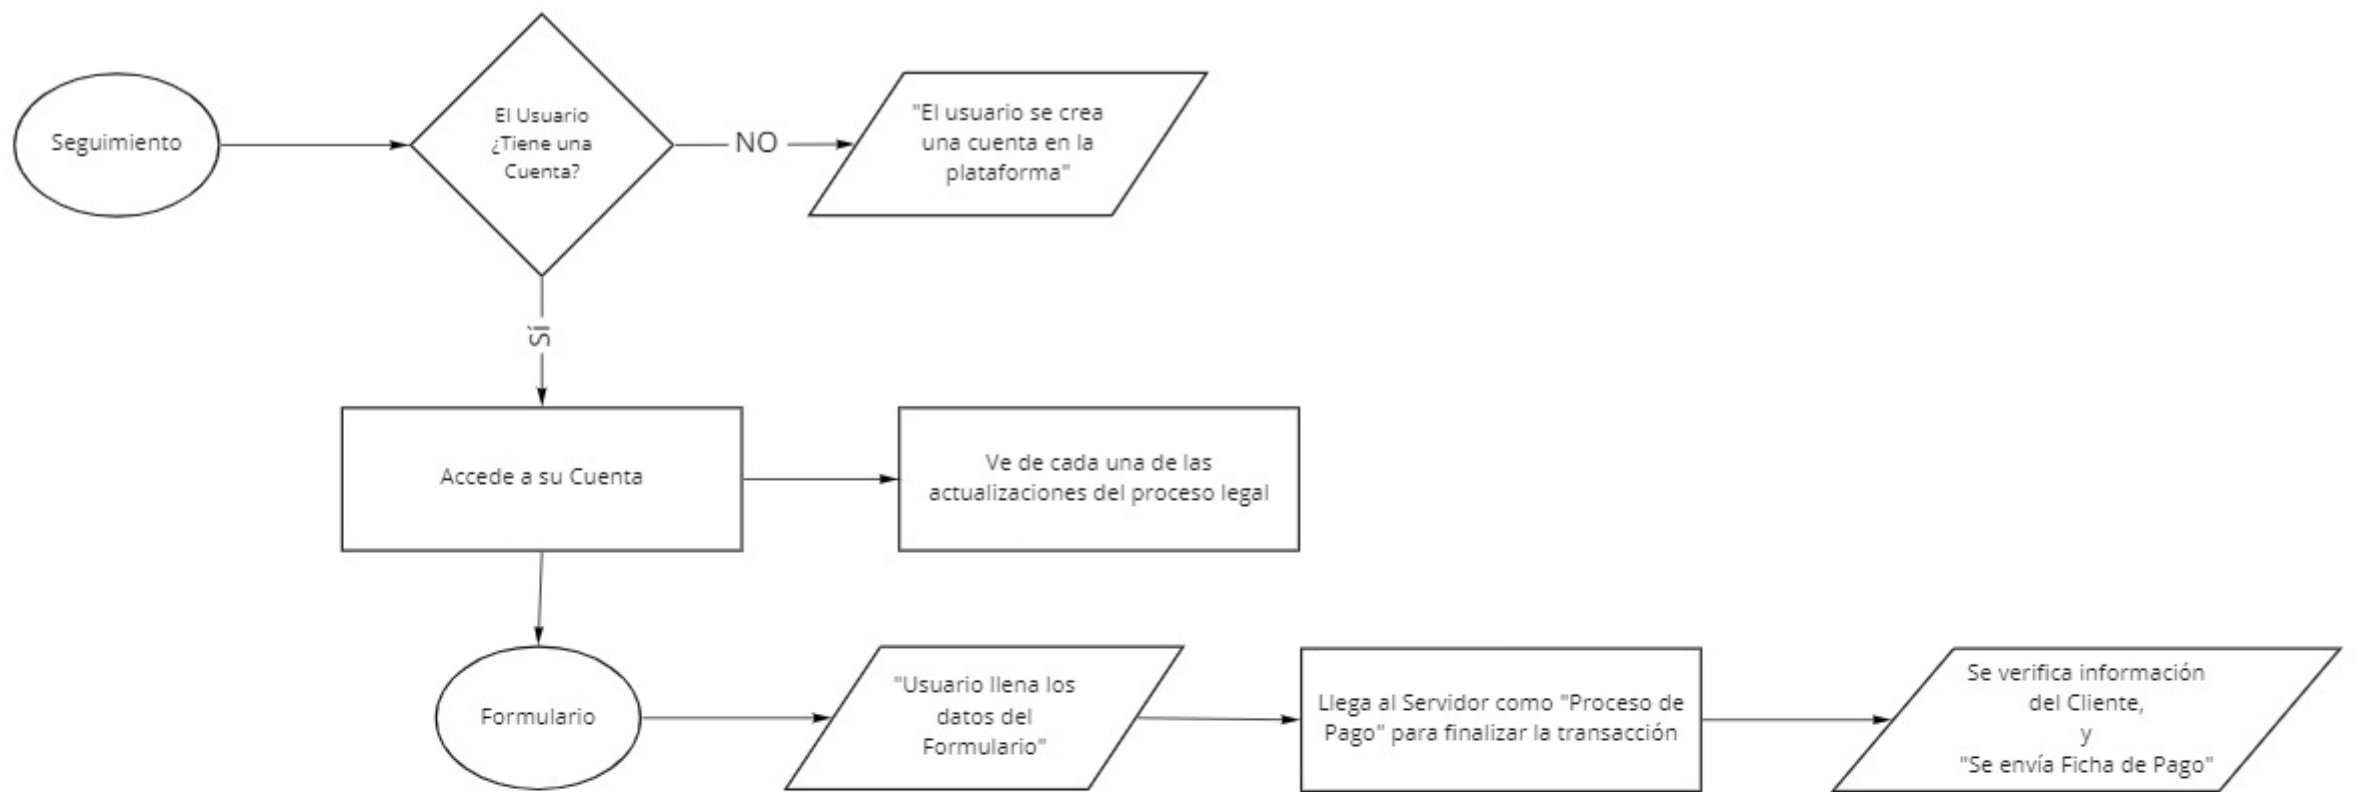 Seguimiento
El Usuario
¿Tiene una
Cuenta?
NO
"El usuario se crea
una cuenta en la
plataforma"
Sí
Accede a su Cuenta
Ve de cada una de las
actualizaciones del proceso legal
Formulario
"Usuario llena los
datos del
Formulario"
Llega al Servidor como "Proceso de
Pago" para finalizar la transacción
Se verifica información
del Cliente,
y
"Se envía Ficha de Pago"